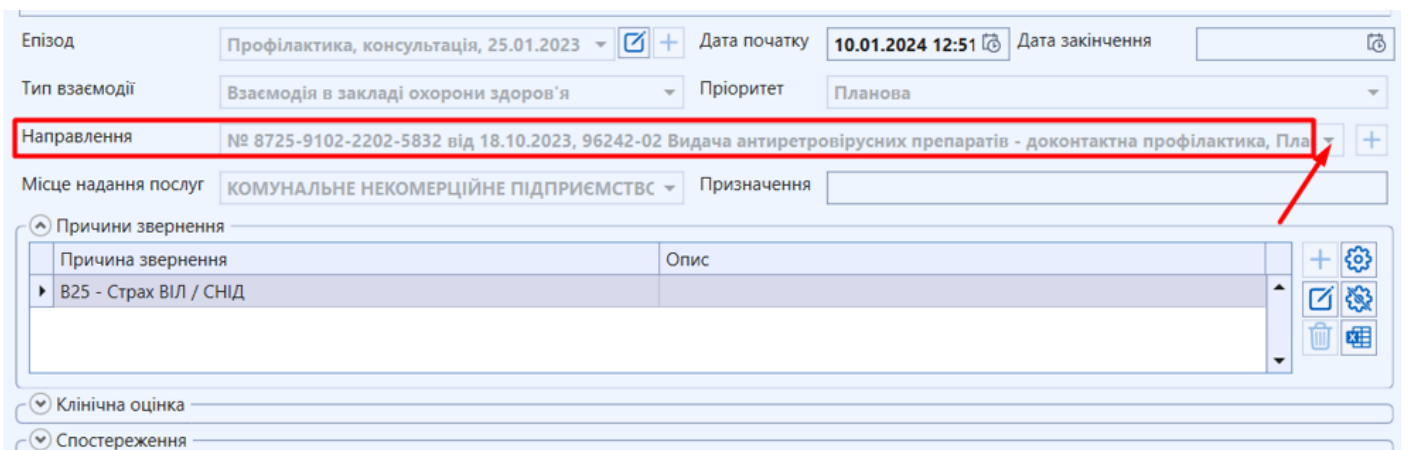 Епізод Профілактика, консультація, 25.01.2023 Дата початку 10.01.2024 12:51 Дата закінчення
Тип взаємодії Взаємодія в закладі охорони здоров'я Пріоритет Планова
Направлення № 8725-9102-2202-5832 від 18.10.2023, 96242-02 Видача антиретровірусних препаратів - доконтактна профілактика, Пла
Місце надання послуг КОМУНАЛЬНЕ НЕКОМЕРЦІЙНЕ ПІДПРИЄМСТВО Призначення
Причини звернення
Причина звернення Опис
B25 - Страх ВІЛ / СНІД
Клінічна оцінка
Спостереження